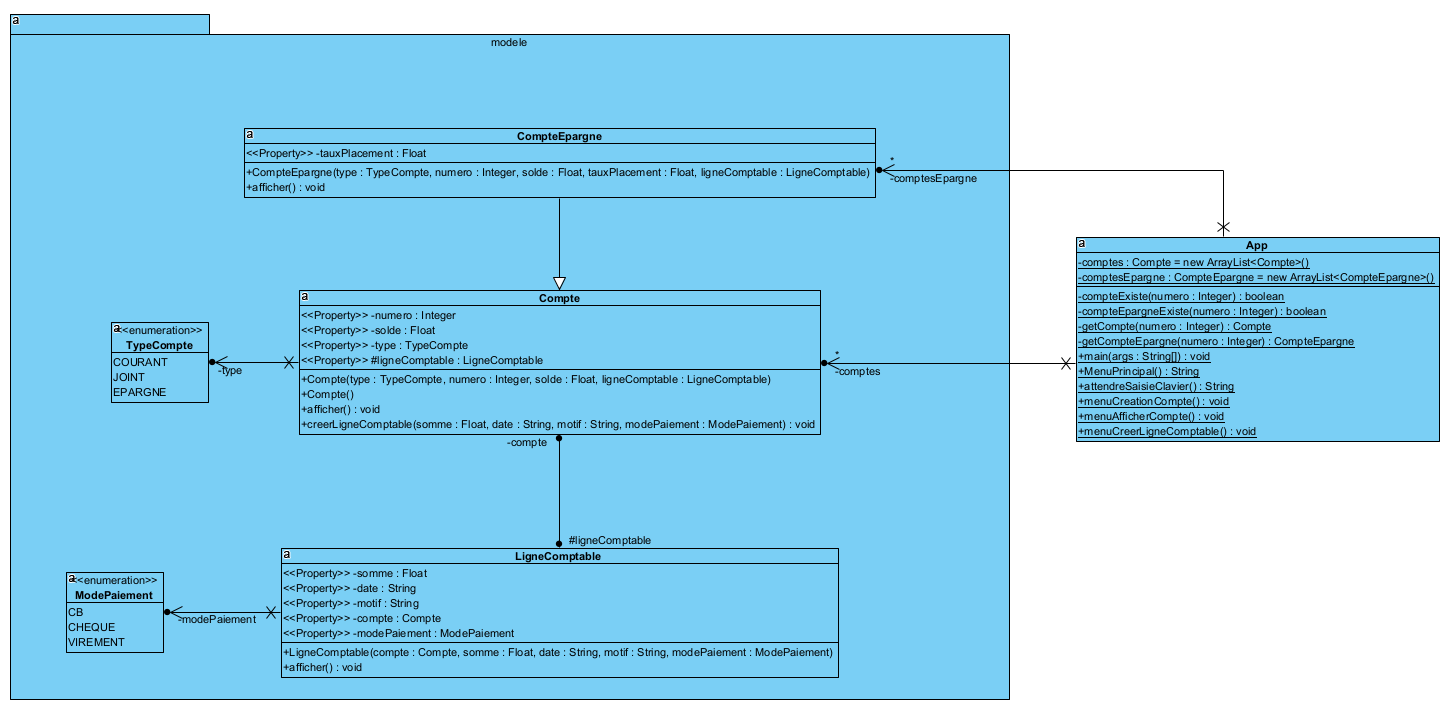 a
modele
a
CompteEpargne
<<Property>> -tauxPlacement : Float
+CompteEpargne(type : TypeCompte, numero : Integer, solde : Float, tauxPlacement : Float, ligneComptable : LigneComptable)
+afficher() : void
*
-comptesEpargne
a
App
-comptes : Compte = new ArrayList<Compte>()
-comptesEpargne : CompteEpargne = new ArrayList<CompteEpargne>()
-compteExiste(numero : Integer) : boolean
-compteEpargneExiste(numero : Integer) : boolean
-getCompte(numero : Integer) : Compte
-getCompteEpargne(numero : Integer) : CompteEpargne
+main(args : String[]) : void
+MenuPrincipal() : String
+attendreSaisieClavier() : String
+menuCreationCompte() : void
+menuAfficherCompte() : void
+menuCreerLigneComptable() : void
a
Compte
<<Property>> -numero : Integer
<<Property>> -solde : Float
<<Property>> -type : TypeCompte
<<Property>> #ligneComptable : LigneComptable
+Compte(type : TypeCompte, numero : Integer, solde : Float, ligneComptable : LigneComptable)
+Compte()
+afficher() : void
+creerLigneComptable(somme : Float, date : String, motif : String, modePaiement : ModePaiement) : void
a
<<enumeration>>
TypeCompte
COURANT
JOINT
EPARGNE
-type
*
-comptes
-compte
#ligneComptable
a
LigneComptable
<<Property>> -somme : Float
<<Property>> -date : String
<<Property>> -motif : String
<<Property>> -compte : Compte
<<Property>> -modePaiement : ModePaiement
+LigneComptable(compte : Compte, somme : Float, date : String, motif : String, modePaiement : ModePaiement)
+afficher() : void
a
<<enumeration>>
ModePaiement
CB
CHEQUE
VIREMENT
-modePaiement